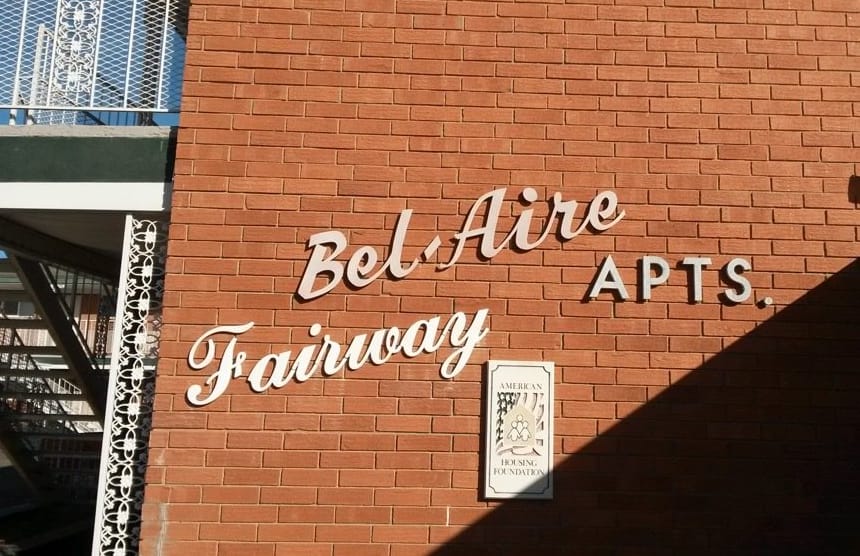 Bel-Aire
APTS.
Fairway
AMERICAN
HOUSING
FOUNDATION